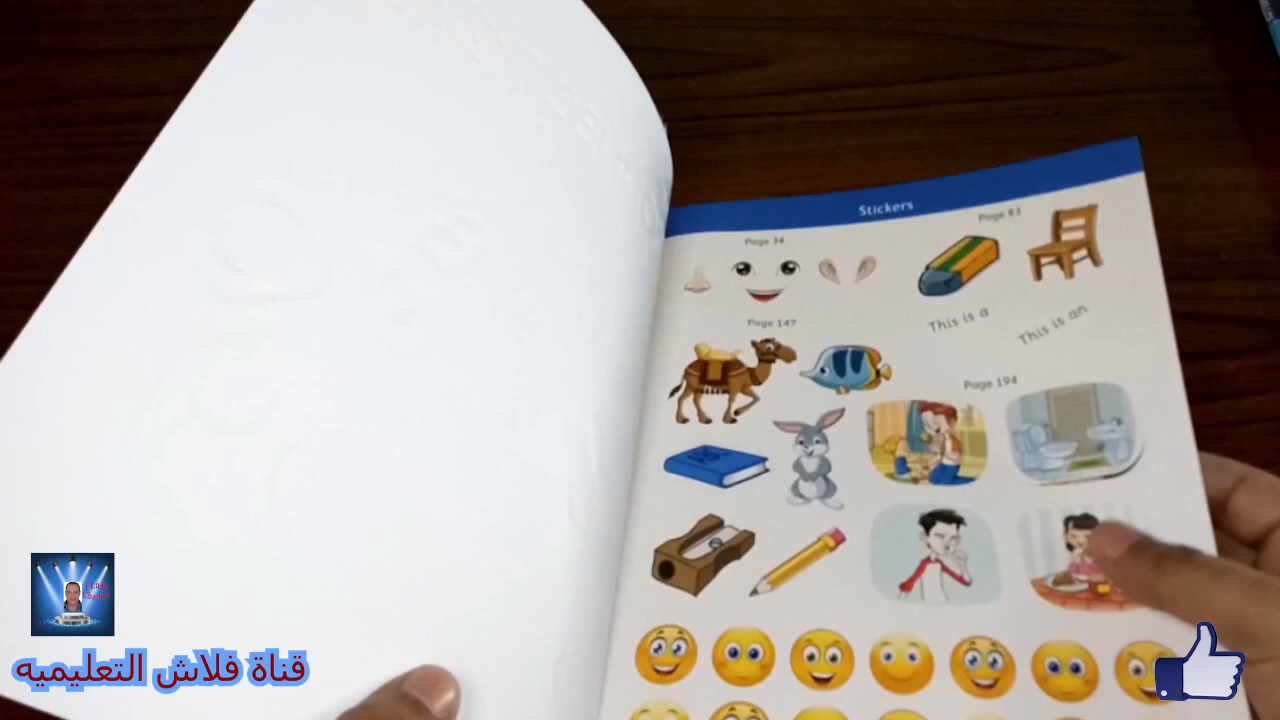 Stickers
Page 34
Page 83
This is a
This is an
Page 147
Page 194
قناة فلاش التعليميه